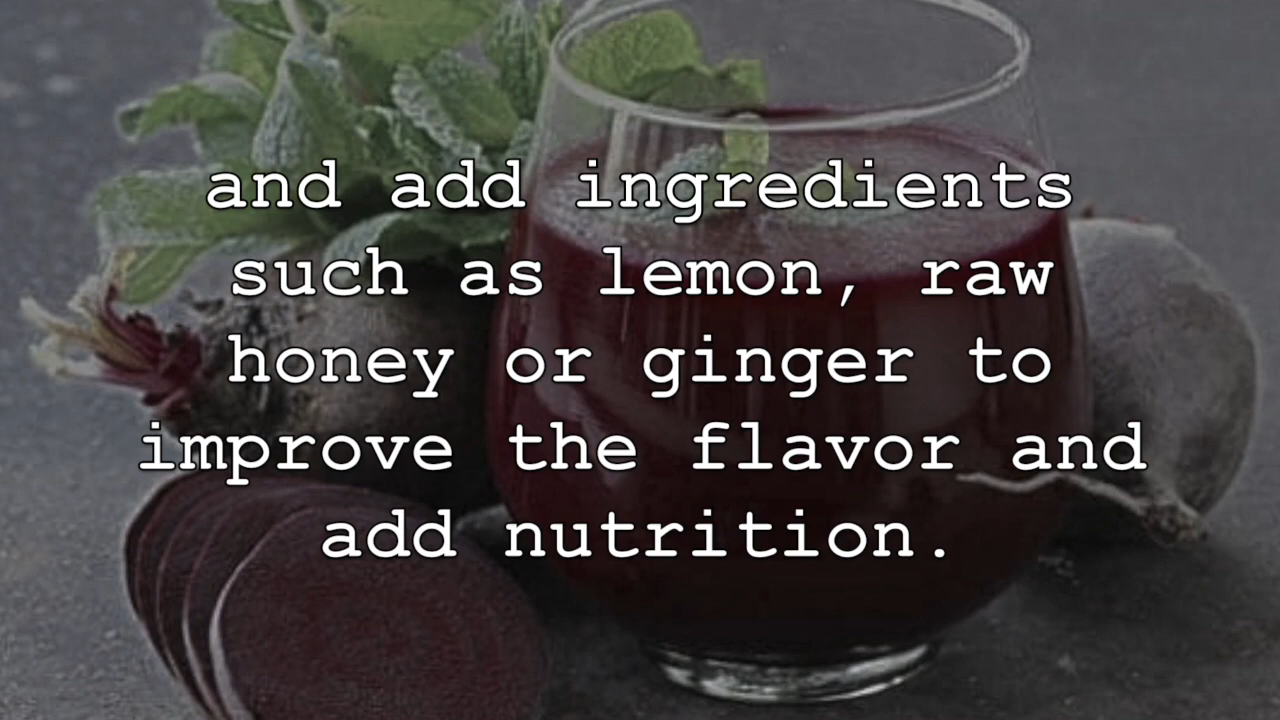 and add ingredients
such as lemon, raw
honey or ginger to
improve the flavor and
add nutrition.